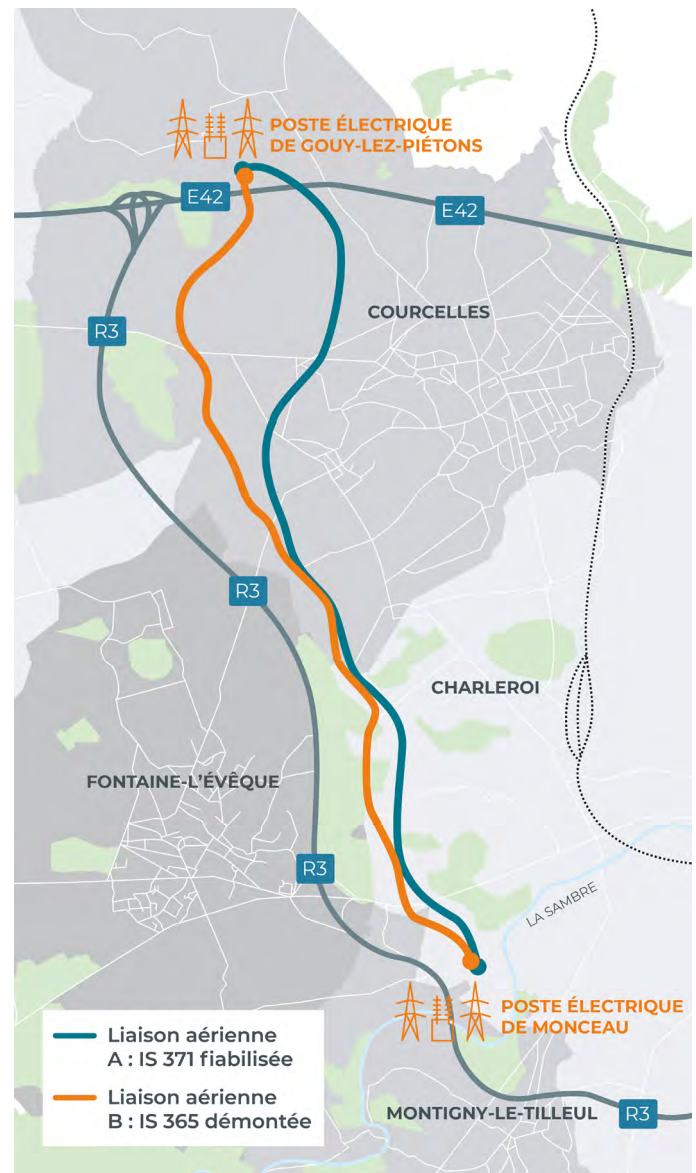 POSTE ÉLECTRIQUE
DE GOUY-LEZ-PIÉTONS
E42
E42
COURCELLES
R3
R3
CHARLEROI
FONTAINE-L'ÉVÊQUE
R3
LA SAMBRE
POSTE ÉLECTRIQUE
DE MONCEAU
Liaison aérienne
A : IS 371 fiabilisée
Liaison aérienne
B : IS 365 démontée
MONTIGNY-LE-TILLEUL
R3